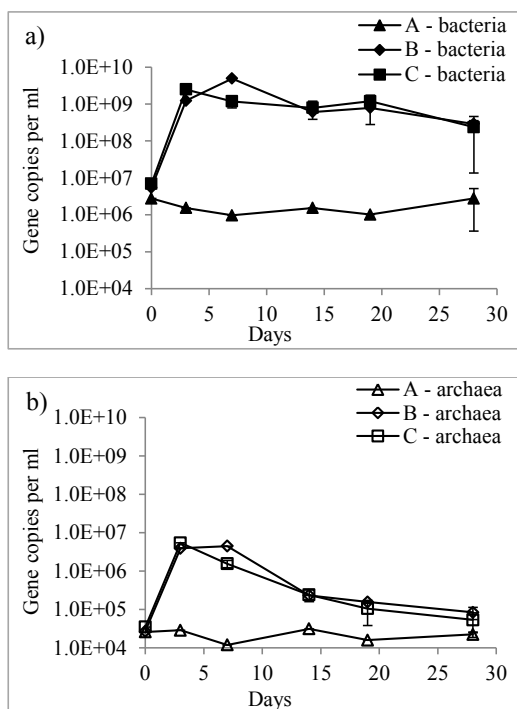 a)
A - bacteria
B - bacteria
C - bacteria
Gene copies per ml
1.0E+10
1.0E+09
1.0E+08
1.0E+07
1.0E+06
1.0E+05
1.0E+04
0 5 10 15 20 25 30
Days
b)
A - archaea
B - archaea
C - archaea
Gene copies per ml
1.0E+10
1.0E+09
1.0E+08
1.0E+07
1.0E+06
1.0E+05
1.0E+04
0 5 10 15 20 25 30
Days